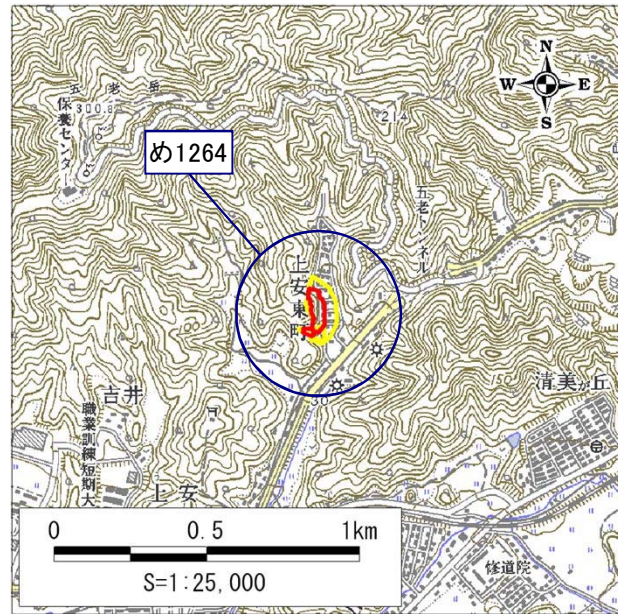 N
W
E
S
五老岳
300.8
保養センター
214
め1264
五老トンネル
上安東町
30
清美が丘
吉井
職業訓練短期大
上安
修道院
0
0.5
1km
S=1:25,000